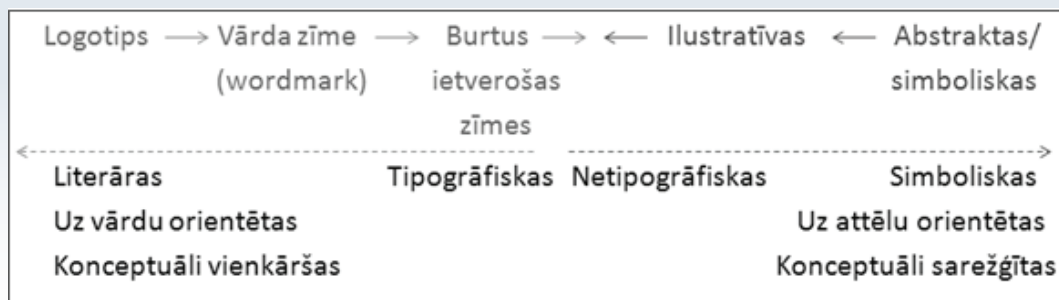 Logotips → Vārda zīme → Burtus → ← Ilustratīvas ← Abstraktas/
(wordmark) ietverošas simboliskas
zīmes
Literāras Tipogrāfiskas Netipogrāfiskas Simboliskas
Uz vārdu orientētas Uz attēlu orientētas
Konceptuāli vienkāršas Konceptuāli sarežģītas